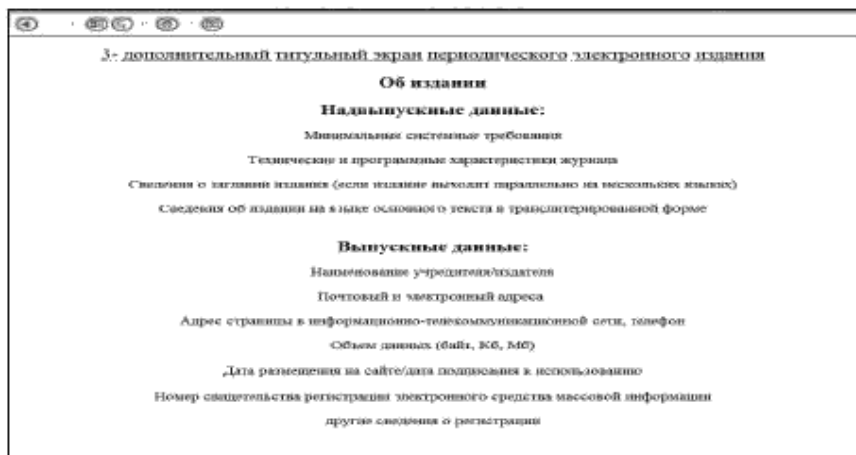 3- дополнительный титульный экран периодического электронного издания
Об издании
Надвыпускные данные:
Минимальные системные требования
Технические и программные характеристики журнала
Сведения о заглавий издания (если издание выходит параллельно на нескольких языках)
Сведения об издании на языке основного текста в транслитерированной форме
Выпускные данные:
Наименование учредителя/издателя
Почтовый и электронный адреса
Адрес страницы в информационно-телекоммуникационной сети, телефон
Объем данных (байт, Кб, Мб)
Дата размещения на сайте/дата подписания к использованию
Номер свидетельства регистрации электронного средства массовой информации
другие сведения о регистрации